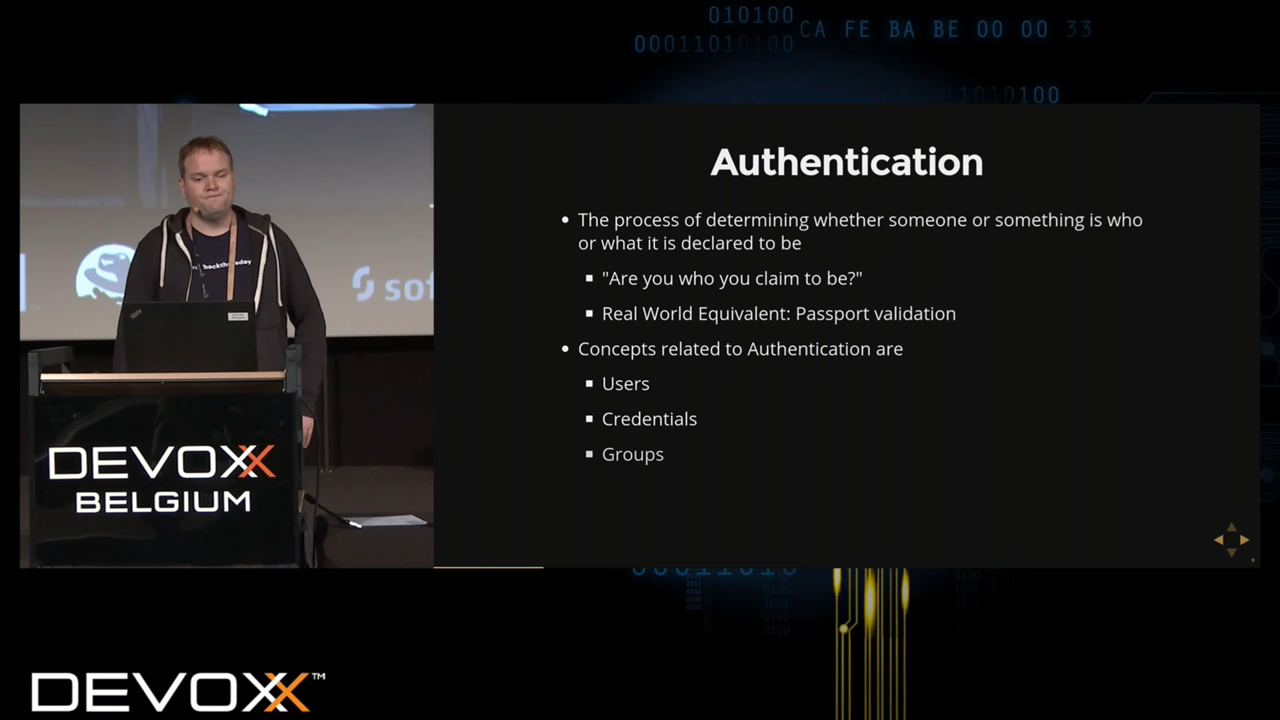 010100
00011010100
CA FE BA BE 00 00 33
1010100
Authentication
The process of determining whether someone or something is who
or what it is declared to be
"Are you who you claim to be?"
Real World Equivalent: Passport validation
Concepts related to Authentication are
Users
Credentials
Groups
DEVOXX
BELGIUM
DEVOXX™